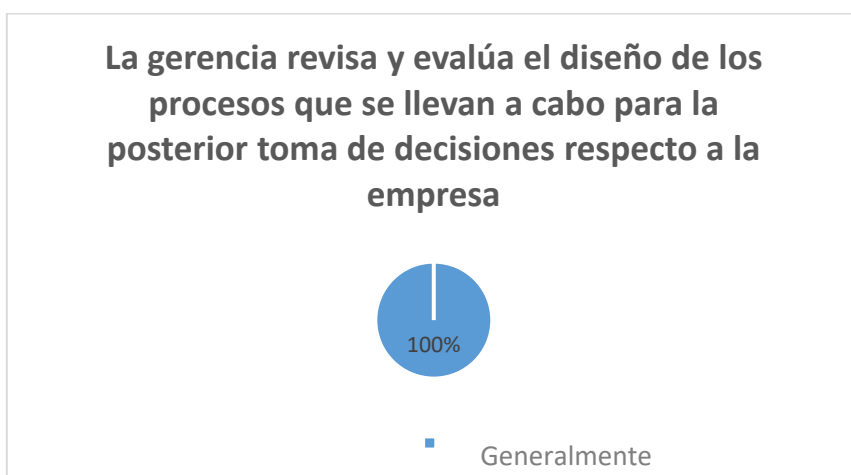 La gerencia revisa y evalúa el diseño de los
procesos que se llevan a cabo para la
posterior toma de decisiones respecto a la
empresa
100%
Generalmente